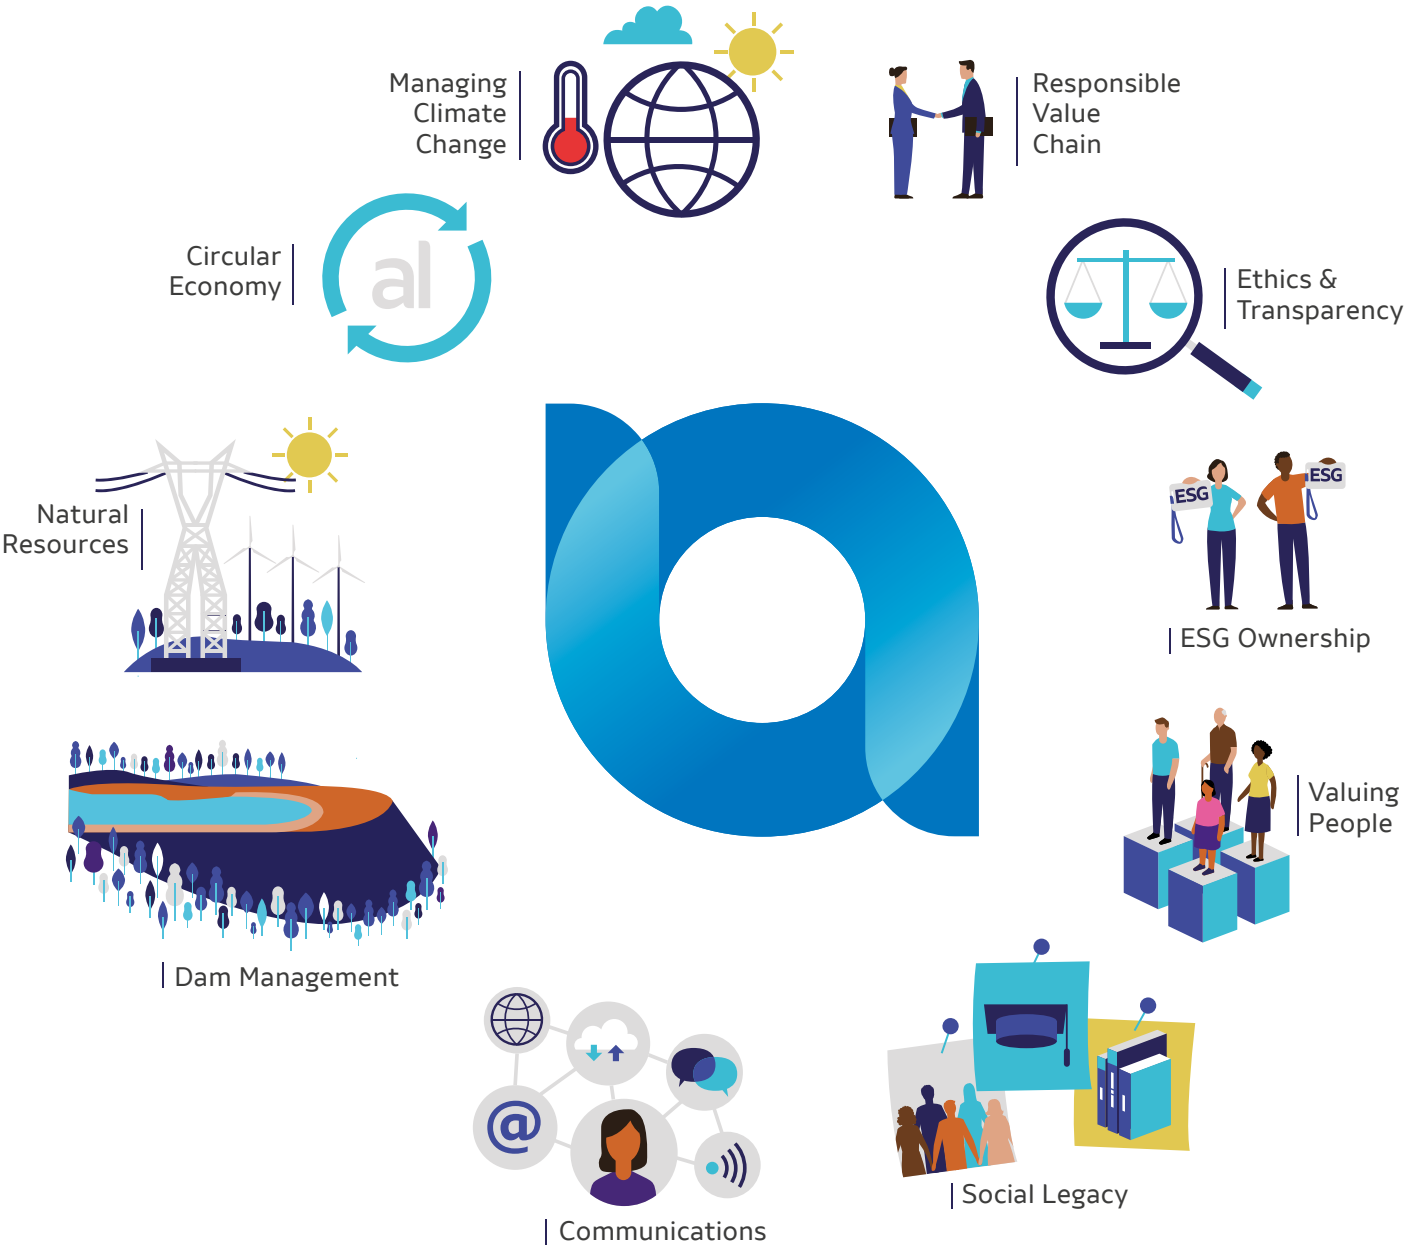 Managing
Climate
Change
Responsible
Value
Chain
Circular
Economy
al
Ethics &
Transparency
Natural
Resources
ESG
ESG
ESG Ownership
Valuing
People
Dam Management
@
Social Legacy
Communications